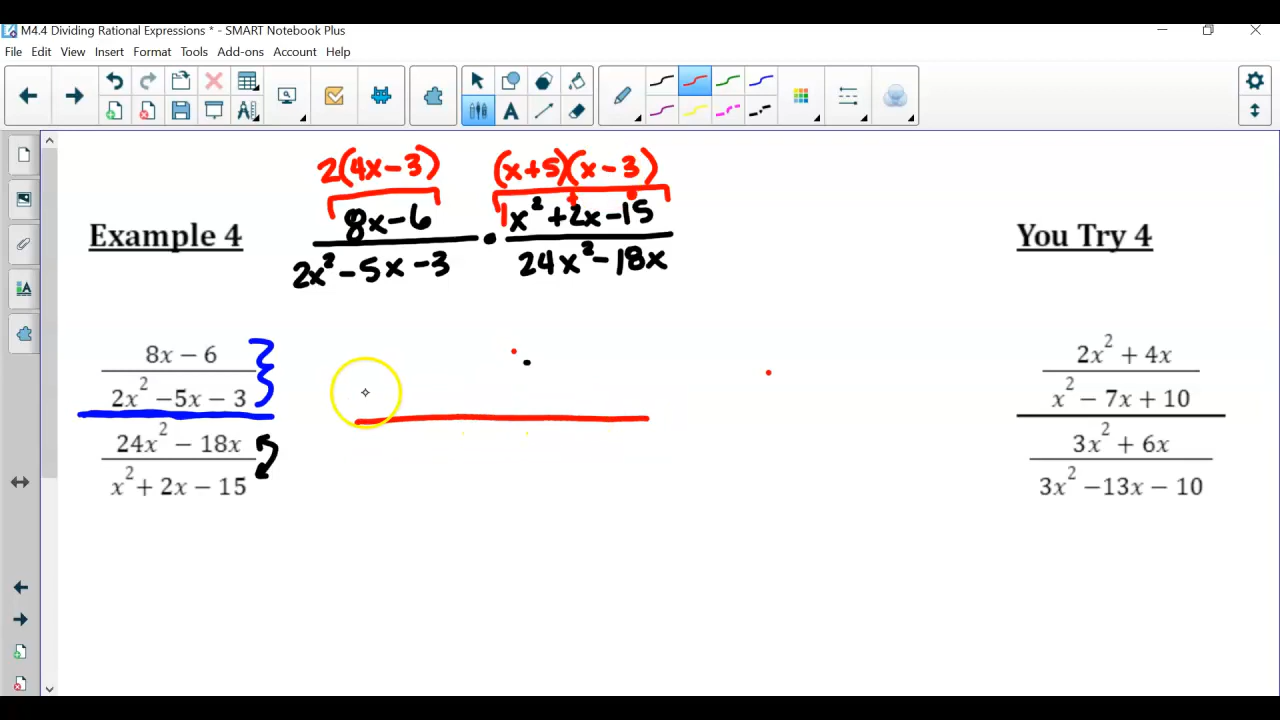 M4.4 Dividing Rational Expressions * - SMART Notebook Plus
File Edit View Insert Format Tools Add-ons Account Help
2(4x-3) (x+5)(x-3)
8x-6 1x²+2x-15
2x²-5x-3 • 24x²-18x
Example 4
You Try 4
8x − 6
2x² −5x − 3
24x² − 18x
x²+ 2x − 15
2x² + 4x
x² − 7x + 10
3x² + 6x
3x² −13x − 10